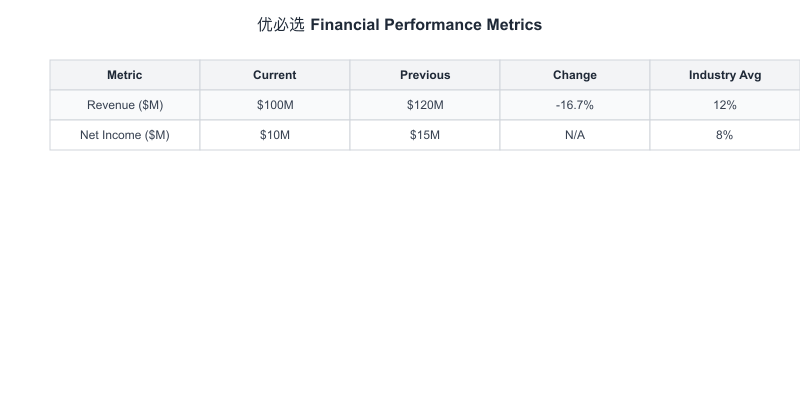 优必选 Financial Performance Metrics
Metric Current Previous Change Industry Avg
Revenue ($M) $100M $120M -16.7% 12%
Net Income ($M) $10M $15M N/A 8%